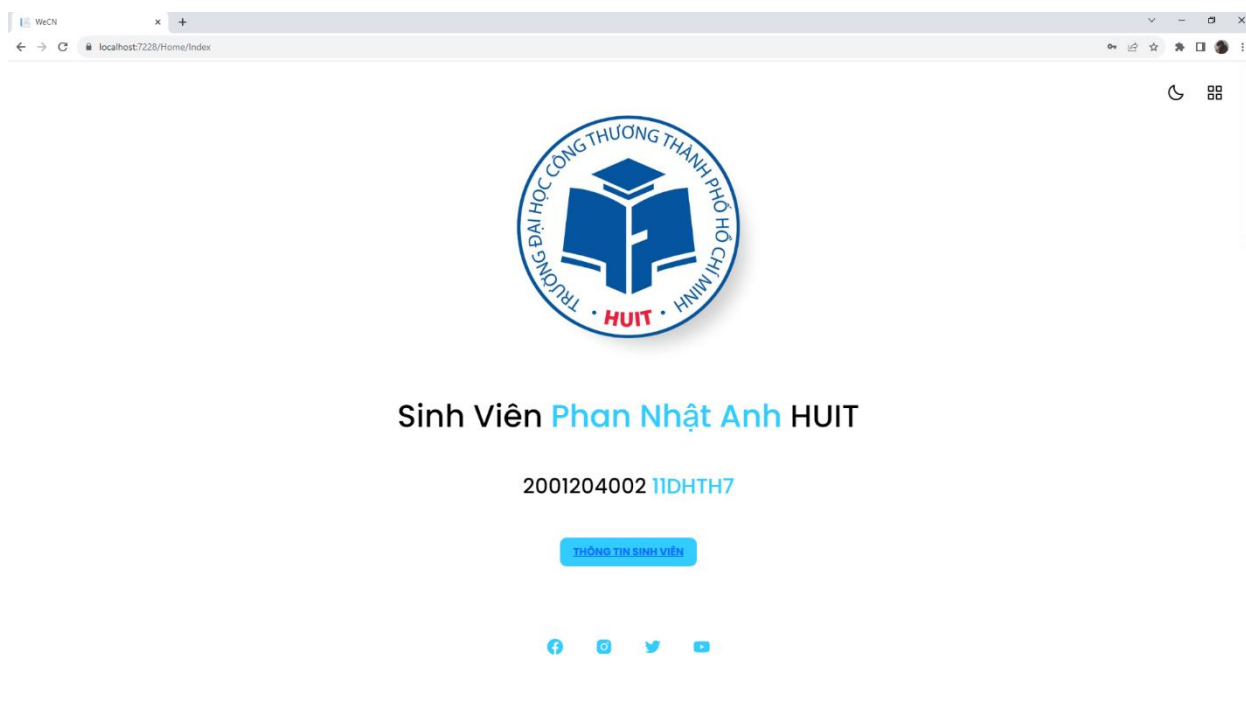 WeCN
localhost:7228/Home/Index
TRƯỜNG ĐẠI HỌC CÔNG THƯƠNG THÀNH PHỐ HỒ CHÍ MINH
· HUIT ·
Sinh Viên Phan Nhật Anh HUIT
2001204002 11DHTH7
THÔNG TIN SINH VIÊN